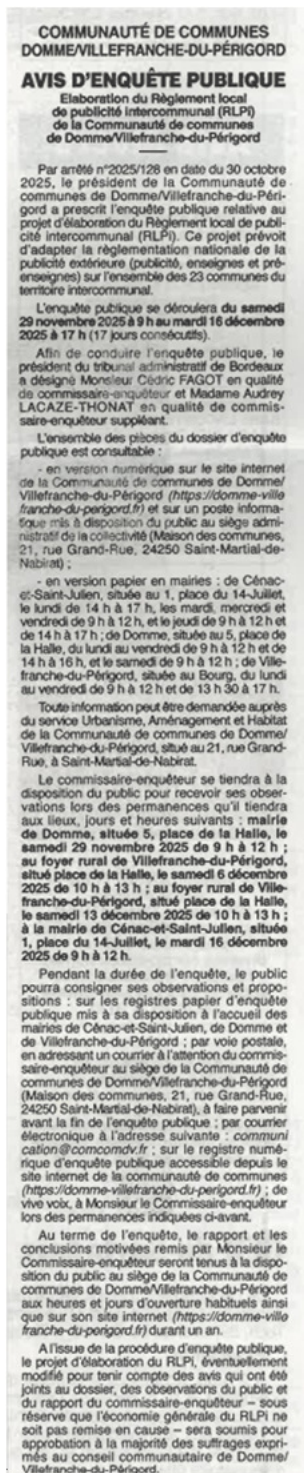 COMMUNAUTÉ DE COMMUNES
DOMME/VILLEFRANCHE-DU-PÉRIGORD
AVIS D'ENQUÊTE PUBLIQUE
Elaboration du Règlement local
de publicité intercommunal (RLPi)
de la Communauté de communes
de Domme/Villefranche-du-Périgord
Par arrêté n°2025/128 en date du 30 octobre
2025, le président de la Communauté de
communes de Domme/Villefranche-du-Péri-
gord a prescrit l'enquête publique relative au
projet d'élaboration du Règlement local de publi-
cité intercommunal (RLPi). Ce projet prévoit
d'adapter la réglementation nationale de la
publicité extérieure (publicité, enseignes et pré-
enseignes) sur l'ensemble des 23 communes du
territoire intercommunal.
L'enquête publique se déroulera du samedi
29 novembre 2025 à 9 h au mardi 16 décembre
2025 à 17 h (17 jours consécutifs).
Afin de conduire l'enquête publique, le
président du tribunal administratif de Bordeaux
a désigné Monsieur Cédric FAGOT en qualité
de commissaire-enquêteur et Madame Audrey
LACAZE-THONAT en qualité de commis-
saire-enquêteur suppléant.
L'ensemble des pièces du dossier d'enquête
publique est consultable :
- en version numérique sur le site internet
de la Communauté de communes de Domme/
Villefranche-du-Périgord (https://domme-ville
franche-du-perigord.fr) et sur un poste informa-
tique mis à disposition du public au siège admi-
nistratif de la collectivité (Maison des communes,
21, rue Grand-Rue, 24250 Saint-Martial-de-
Nabirat) ;
- en version papier en mairies : de Cénac-
et-Saint-Julien, située au 1, place du 14-Juillet,
le lundi de 14 h à 17 h, les mardi, mercredi et
vendredi de 9 h à 12 h, et le jeudi de 9 h à 12 h et
de 14 h à 17 h ; de Domme, située au 5, place de
la Halle, du lundi au vendredi de 9 h à 12 h et de
14 h à 16 h, et le samedi de 9 h à 12 h ; de Ville-
franche-du-Périgord, située au Bourg, du lundi
au vendredi de 9 h à 12 h et de 13 h 30 à 17 h.
Toute information peut être demandée auprès
du service Urbanisme, Aménagement et Habitat
de la Communauté de communes de Domme/
Villefranche-du-Périgord, situé au 21, rue Grand-
Rue, à Saint-Martial-de-Nabirat.
Le commissaire-enquêteur se tiendra à la
disposition du public pour recevoir ses obser-
vations lors des permanences qu'il tiendra
aux lieux, jours et heures suivants : mairie
de Domme, située 5, place de la Halle, le
samedi 29 novembre 2025 de 9 h à 12 h ;
au foyer rural de Villefranche-du-Périgord,
situé place de la Halle, le samedi 6 décembre
2025 de 10 h à 13 h ; au foyer rural de Ville-
franche-du-Périgord, situé place de la Halle,
le samedi 13 décembre 2025 de 10 h à 13 h ;
à la mairie de Cénac-et-Saint-Julien, située
1, place du 14-Juillet, le mardi 16 décembre
2025 de 9 h à 12 h.
Pendant la durée de l'enquête, le public
pourra consigner ses observations et propo-
sitions : sur les registres papier d'enquête
publique mis à sa disposition à l'accueil des
mairies de Cénac-et-Saint-Julien, de Domme et
de Villefranche-du-Périgord ; par voie postale,
en adressant un courrier à l'attention du commis-
saire-enquêteur au siège de la Communauté de
communes de Domme/Villefranche-du-Périgord
(Maison des communes, 21, rue Grand-Rue,
24250 Saint-Martial-de-Nabirat), à faire parvenir
avant la fin de l'enquête publique ; par courrier
électronique à l'adresse suivante : communi
cation@comcomdv.fr ; sur le registre numé-
rique d'enquête publique accessible depuis le
site internet de la communauté de communes
(https://domme-villefranche-du-perigord.fr) ; de
vive voix, à Monsieur le Commissaire-enquêteur
lors des permanences indiquées ci-avant.
Au terme de l'enquête, le rapport et les
conclusions motivées remis par Monsieur le
Commissaire-enquêteur seront tenus à la dispo-
sition du public au siège de la Communauté de
communes de Domme/Villefranche-du-Périgord
aux heures et jours d'ouverture habituels ainsi
que sur son site internet (https://domme-ville
franche-du-perigord.fr) durant un an.
A l'issue de la procédure d'enquête publique,
le projet d'élaboration du RLPi, éventuellement
modifié pour tenir compte des avis qui ont été
joints au dossier, des observations du public et
du rapport du commissaire-enquêteur – sous
réserve que l'économie générale du RLPi ne
soit pas remise en cause – sera soumis pour
approbation à la majorité des suffrages expri-
més au conseil communautaire de Domme/
Villefranche-du-Périgord.